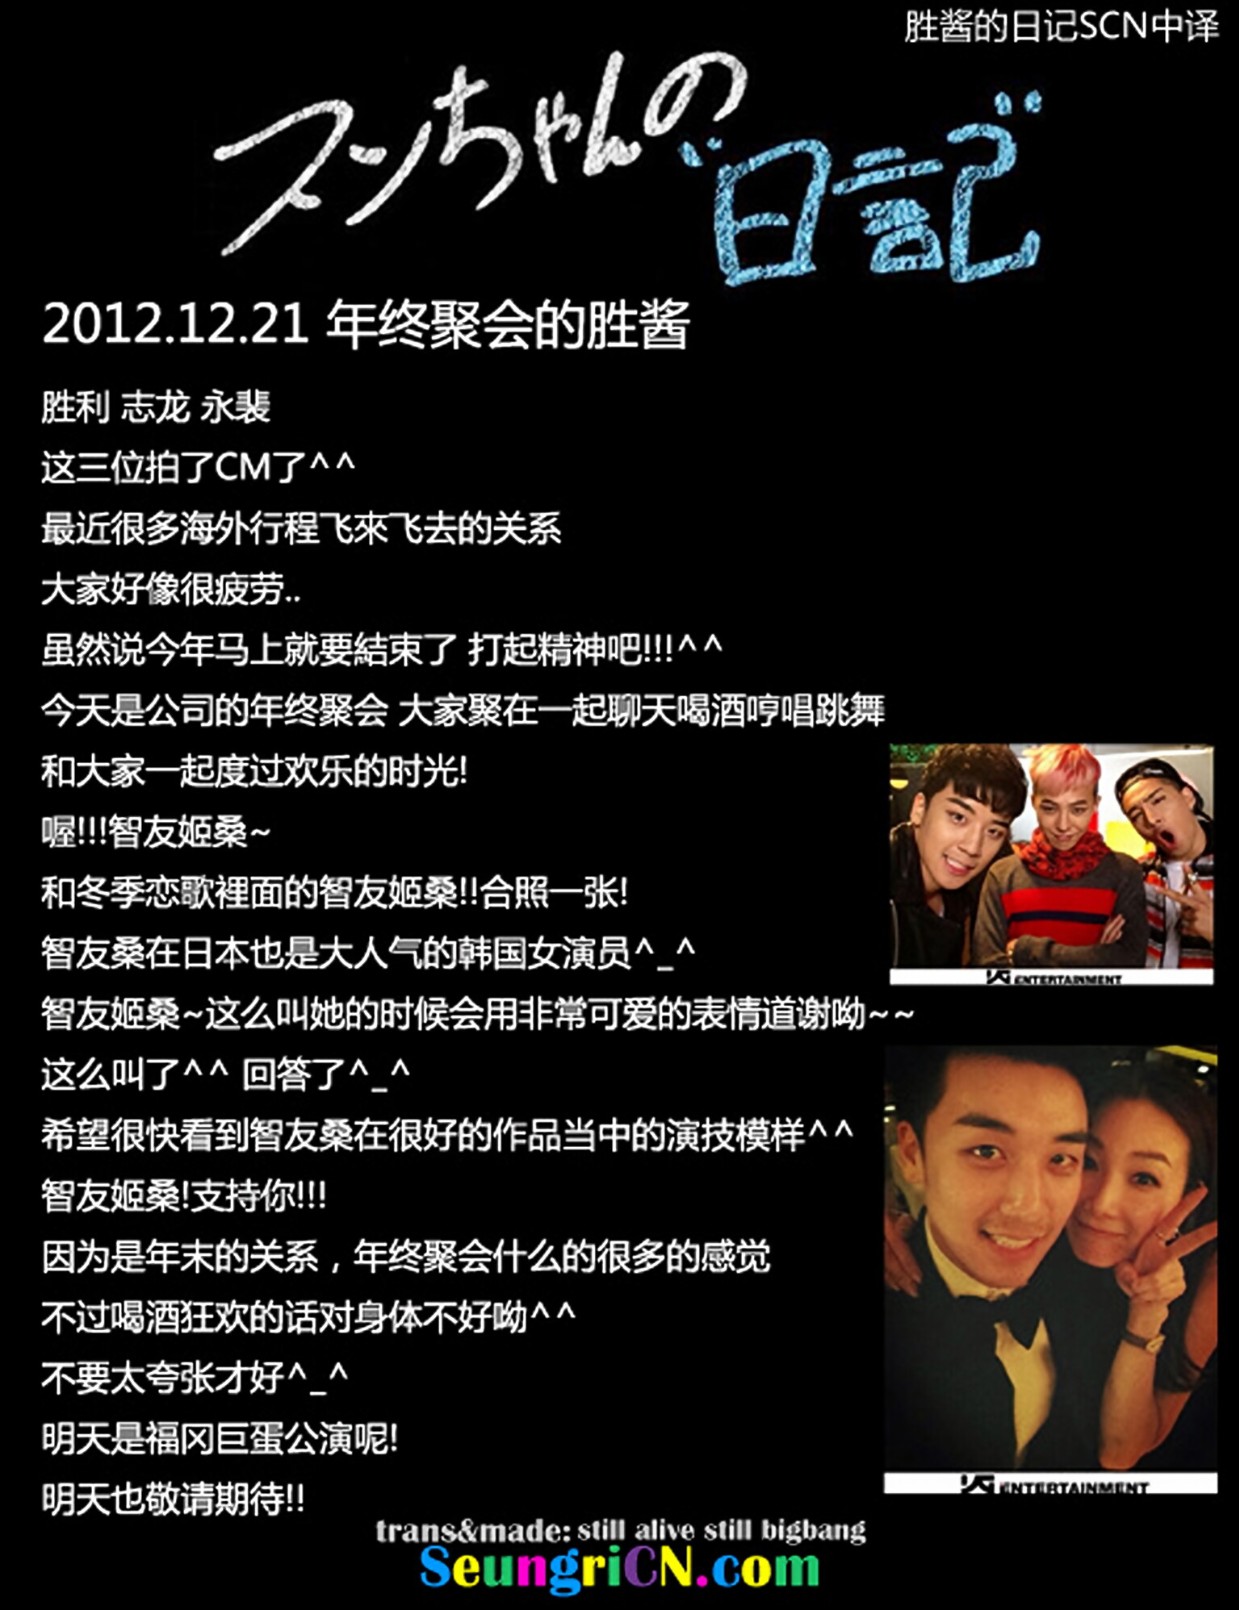 胜酱的日记SCN中译
スンちゃんの
日記
2012.12.21 年终聚会的胜酱
胜利 志龙 永裴
这三位拍了CM了^^
最近很多海外行程飞來飞去的关系
大家好像很疲劳..
虽然说今年马上就要結束了 打起精神吧!!!^^
今天是公司的年终聚会 大家聚在一起聊天喝酒哼唱跳舞
和大家一起度过欢乐的时光!
喔!!!智友姬桑~
和冬季恋歌裡面的智友姬桑!!合照一张!
智友桑在日本也是大人气的韩国女演员^_^
智友姬桑~这么叫她的时候会用非常可爱的表情道谢呦~~
这么叫了^^ 回答了^_^
希望很快看到智友桑在很好的作品当中的演技模样^^
智友姬桑!支持你!!!
因为是年末的关系，年终聚会什么的很多的感觉
不过喝酒狂欢的话对身体不好呦^^
不要太夸张才好^_^
明天是福冈巨蛋公演呢!
明天也敬请期待!!
YG ENTERTAINMENT
YG ENTERTAINMENT
trans&made: still alive still bigbang
SeungriCN.com